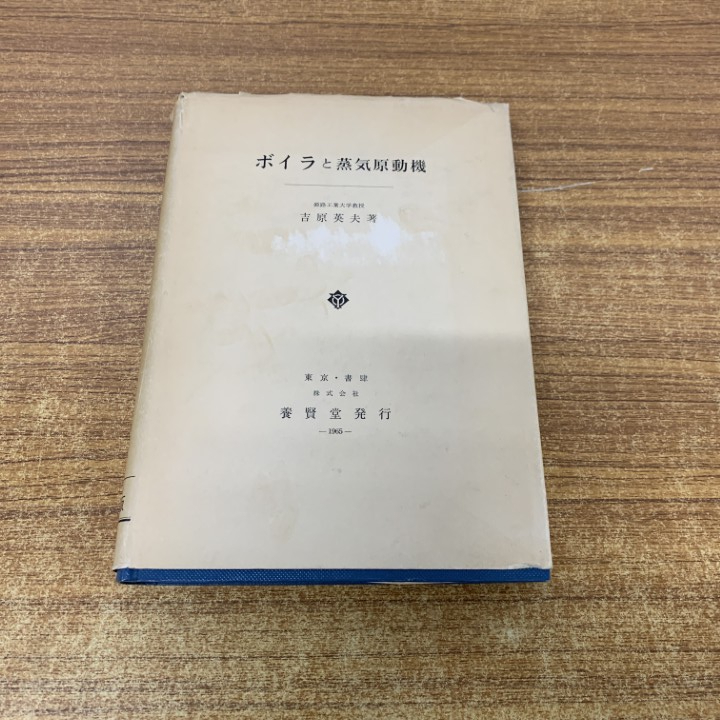 ボイラと蒸気原動機
吉原英夫著
東京・書肆
株式会社
養賢堂発行
—1965—